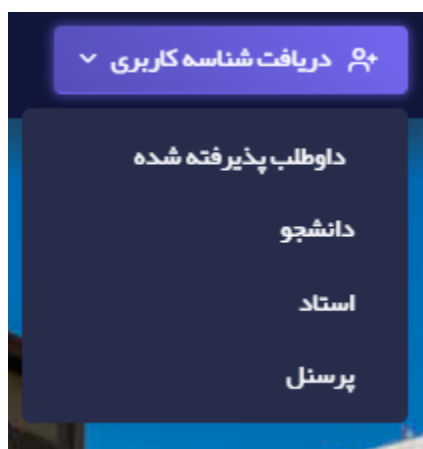 دریافت شناسه کاربری
داوطلب پذیرفته شده
دانشجو
استاد
پرسنل